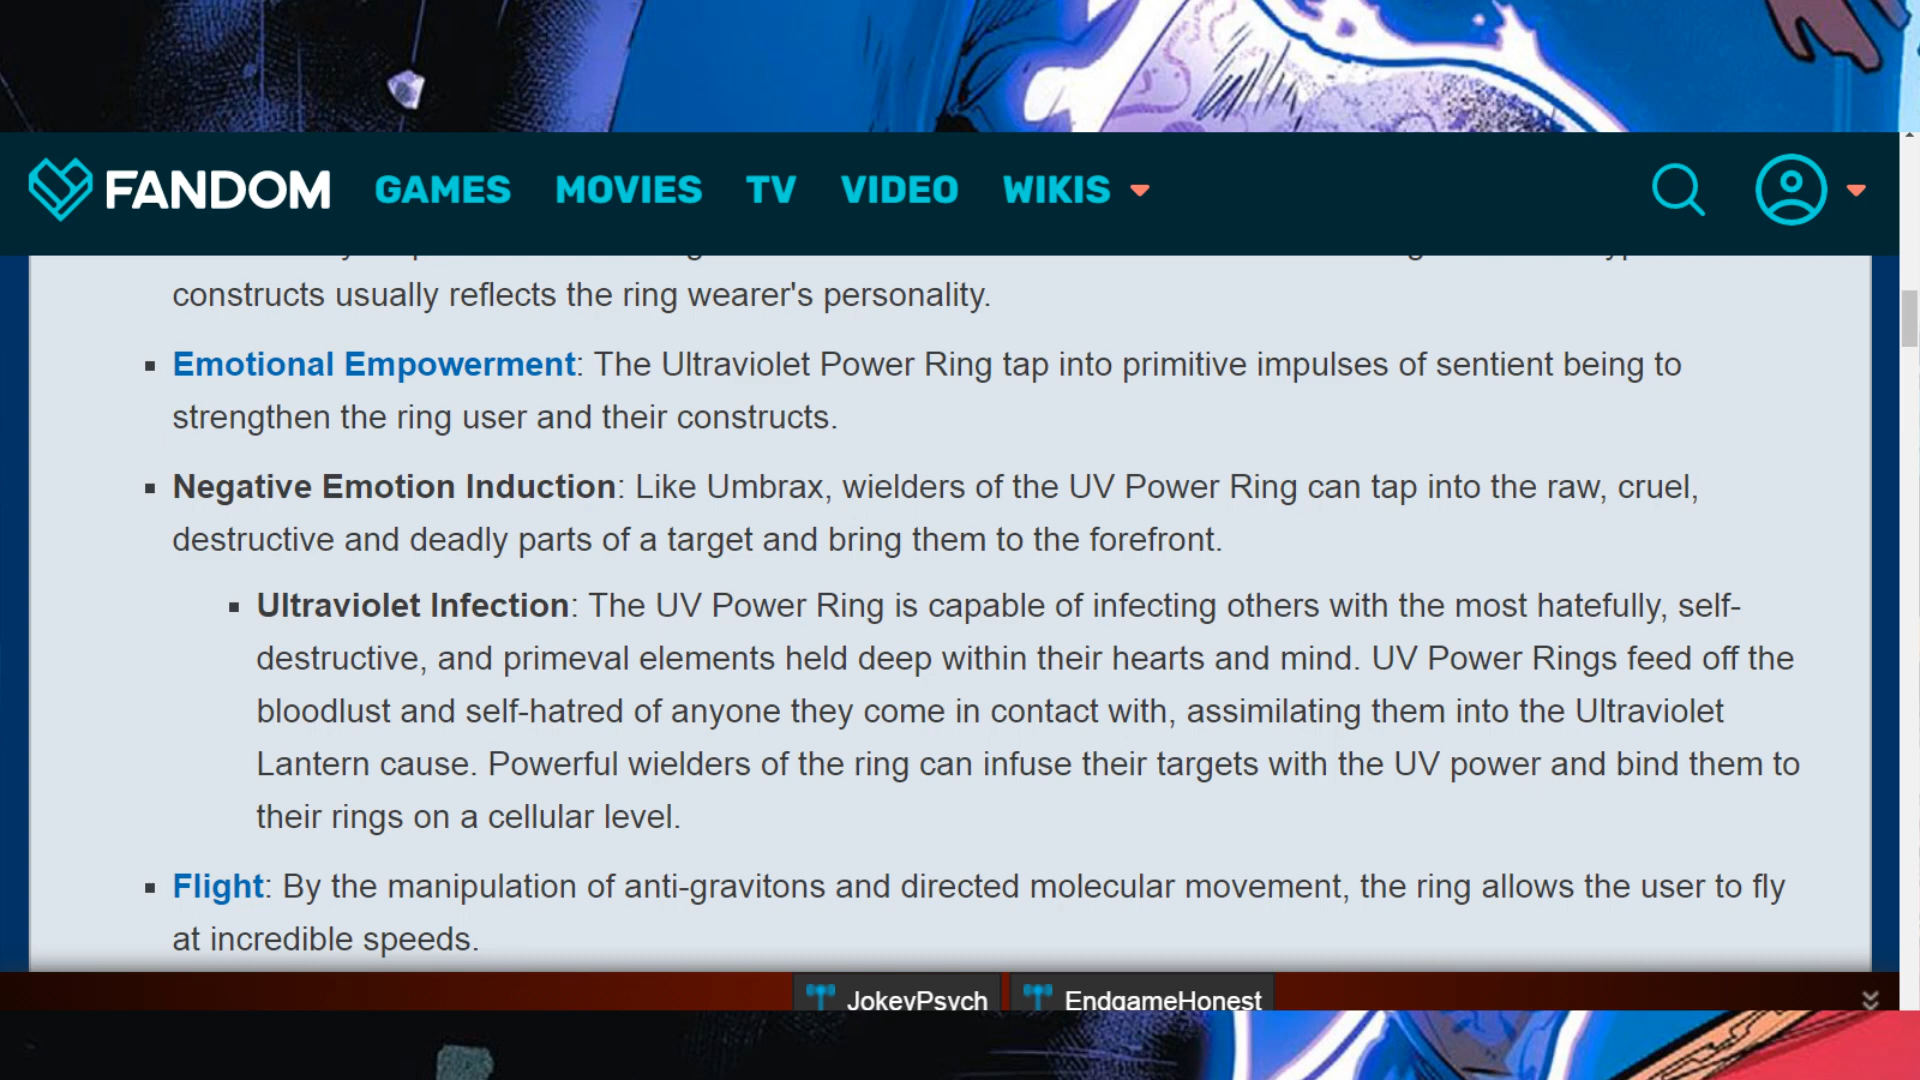 FANDOM GAMES MOVIES TV VIDEO WIKIS
constructs usually reflects the ring wearer's personality.
Emotional Empowerment: The Ultraviolet Power Ring tap into primitive impulses of sentient being to
strengthen the ring user and their constructs.
Negative Emotion Induction: Like Umbrax, wielders of the UV Power Ring can tap into the raw, cruel,
destructive and deadly parts of a target and bring them to the forefront.
Ultraviolet Infection: The UV Power Ring is capable of infecting others with the most hatefully, self-
destructive, and primeval elements held deep within their hearts and mind. UV Power Rings feed off the
bloodlust and self-hatred of anyone they come in contact with, assimilating them into the Ultraviolet
Lantern cause. Powerful wielders of the ring can infuse their targets with the UV power and bind them to
their rings on a cellular level.
Flight: By the manipulation of anti-gravitons and directed molecular movement, the ring allows the user to fly
at incredible speeds.
JokeyPsych EndgameHonest